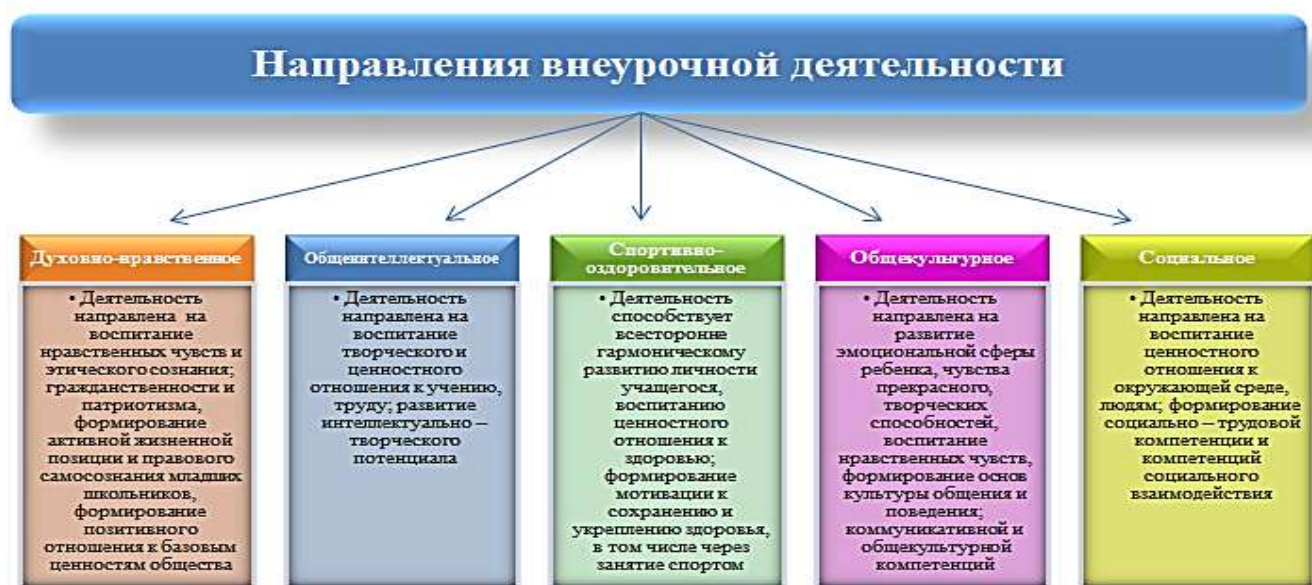 Направления внеурочной деятельности
Духовно-нравственное
• Деятельность
направлена на
воспитание
нравственных чувств и
этического сознания;
гражданственности и
патриотизма,
формирование
активной жизненной
позиции и правового
самосознания младших
школьников,
формирование
позитивного
отношения к базовым
ценностям общества
Общеинтеллектуальное
• Деятельность
направлена на
воспитание
творческого и
ценностного
отношения к учению,
труду; развитие
интеллектуально –
творческого
потенциала
Спортивно-
оздоровительное
• Деятельность
способствует
всесторонне
гармоническому
развитию личности
учащегося,
воспитанию
ценностного
отношения к
здоровью;
формирование
мотивации к
сохранению и
укреплению здоровья,
в том числе через
занятие спортом
Общекультурное
• Деятельность
направлена на
развитие
эмоциональной сферы
ребенка, чувства
прекрасного,
творческих
способностей,
воспитание
нравственных чувств,
формирование основ
культуры общения и
поведения;
коммуникативной и
общекультурной
компетенций
Социальное
• Деятельность
направлена на
воспитание
ценностного
отношения к
окружающей среде,
людям; формирование
социально – трудовой
компетенции и
компетенций
социального
взаимодействия